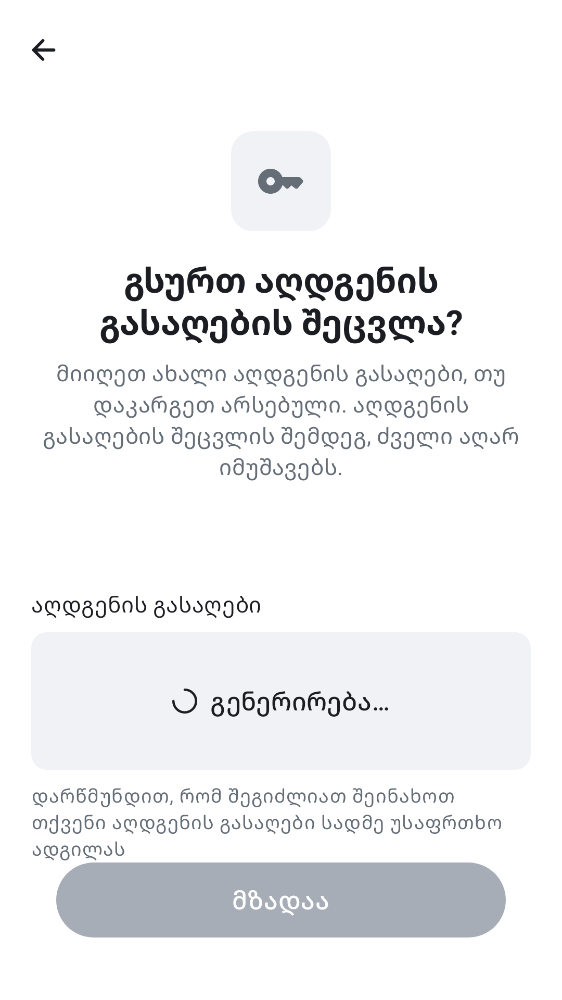 გსურთ აღდგენის
გასაღების შეცვლა?
მიიღეთ ახალი აღდგენის გასაღები, თუ
დაკარგეთ არსებული. აღდგენის
გასაღების შეცვლის შემდეგ, ძველი აღარ
იმუშავებს.
აღდგენის გასაღები
გენერირება...
დარწმუნდით, რომ შეგიძლიათ შეინახოთ
თქვენი აღდგენის გასაღები სადმე უსაფრთხო
ადგილას
მზადაა